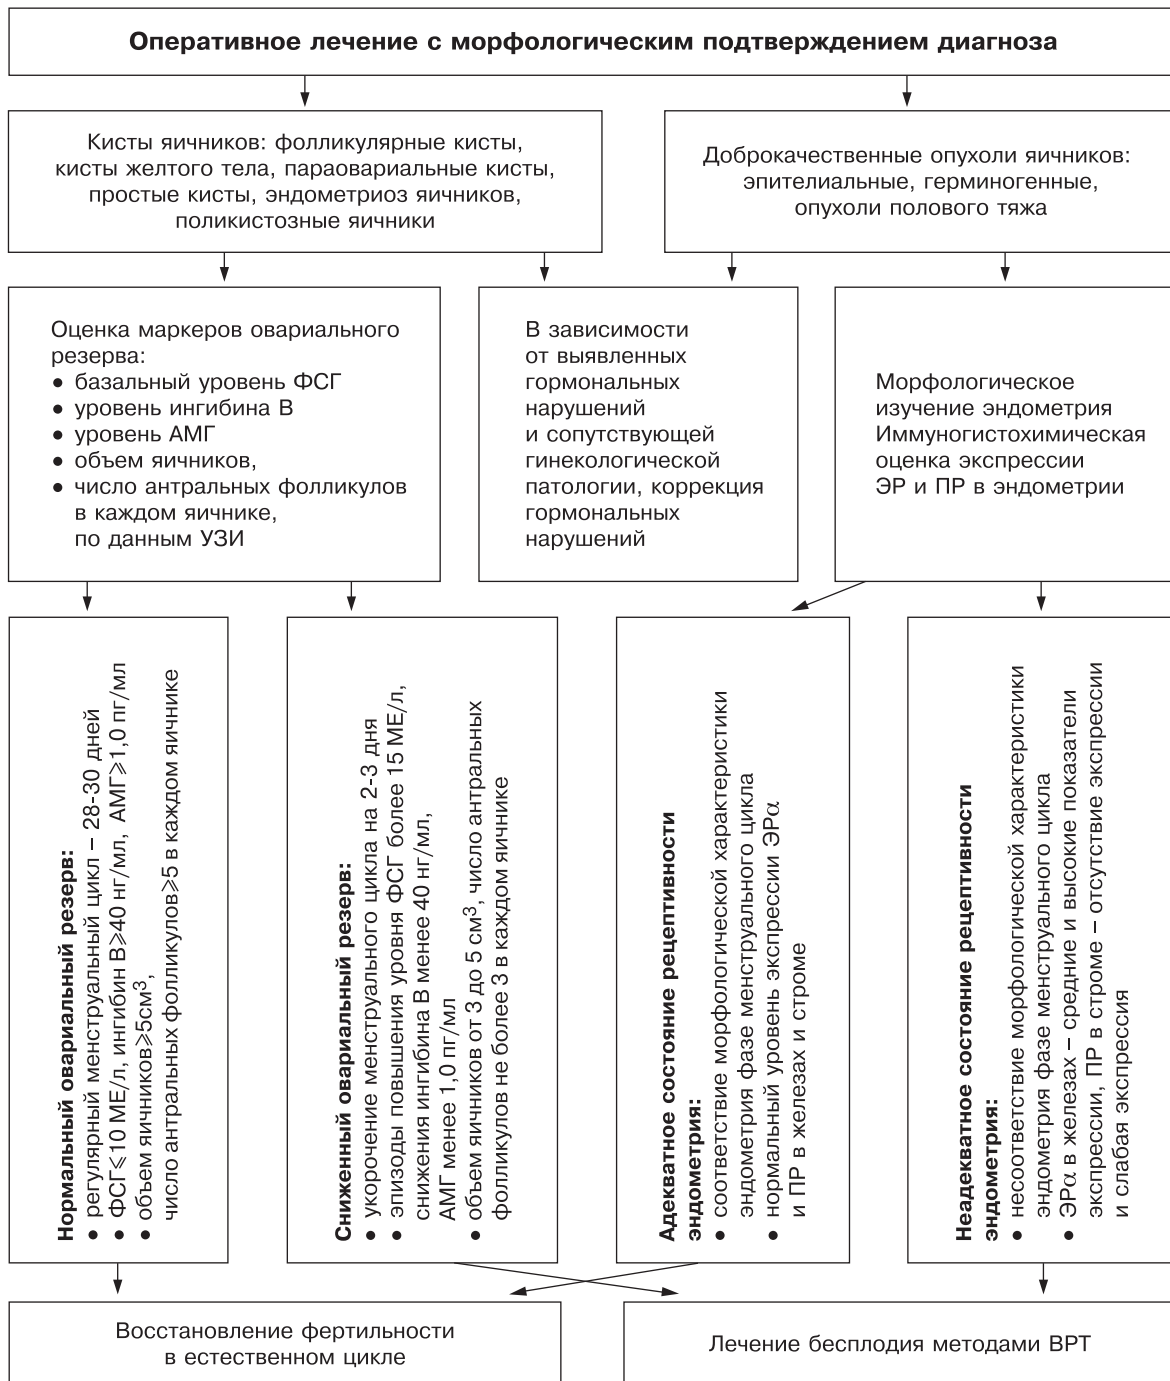 Оперативное лечение с морфологическим подтверждением диагноза
Кисты яичников: фолликулярные кисты,
кисты желтого тела, параовариальные кисты,
простые кисты, эндометриоз яичников,
поликистозные яичники
Доброкачественные опухоли яичников:
эпителиальные, герминогенные,
опухоли полового тяжа
Оценка маркеров овариального
резерва:
• базальный уровень ФСГ
• уровень ингибина В
• уровень АМГ
• объем яичников,
• число антральных фолликулов
в каждом яичнике,
по данным УЗИ
В зависимости
от выявленных
гормональных
нарушений
и сопутствующей
гинекологической
патологии, коррекция
гормональных
нарушений
Морфологическое
изучение эндометрия
Иммуногистохимическая
оценка экспрессии
ЭР и ПР в эндометрии
Нормальный овариальный резерв:
• регулярный менструальный цикл – 28-30 дней
• ФСГ⩽10 МЕ/л, ингибин В⩾40 нг/мл, АМГ⩾1,0 пг/мл
• объем яичников⩾5см³,
число антральных фолликулов⩾5 в каждом яичнике
Сниженный овариальный резерв:
• укорочение менструального цикла на 2-3 дня
• эпизоды повышения уровня ФСГ более 15 МЕ/л,
снижения ингибина В менее 40 нг/мл,
АМГ менее 1,0 пг/мл
• объем яичников от 3 до 5 см³, число антральных
фолликулов не более 3 в каждом яичнике
Адекватное состояние рецептивности
эндометрия:
• соответствие морфологической характеристики
эндометрия фазе менструального цикла
• нормальный уровень экспрессии ЭРα
и ПР в железах и строме
Неадекватное состояние рецептивности
эндометрия:
• несоответствие морфологической характеристики
эндометрия фазе менструального цикла
• ЭРα в железах – средние и высокие показатели
экспрессии, ПР в строме – отсутствие экспрессии
и слабая экспрессия
Восстановление фертильности
в естественном цикле
Лечение бесплодия методами ВРТ